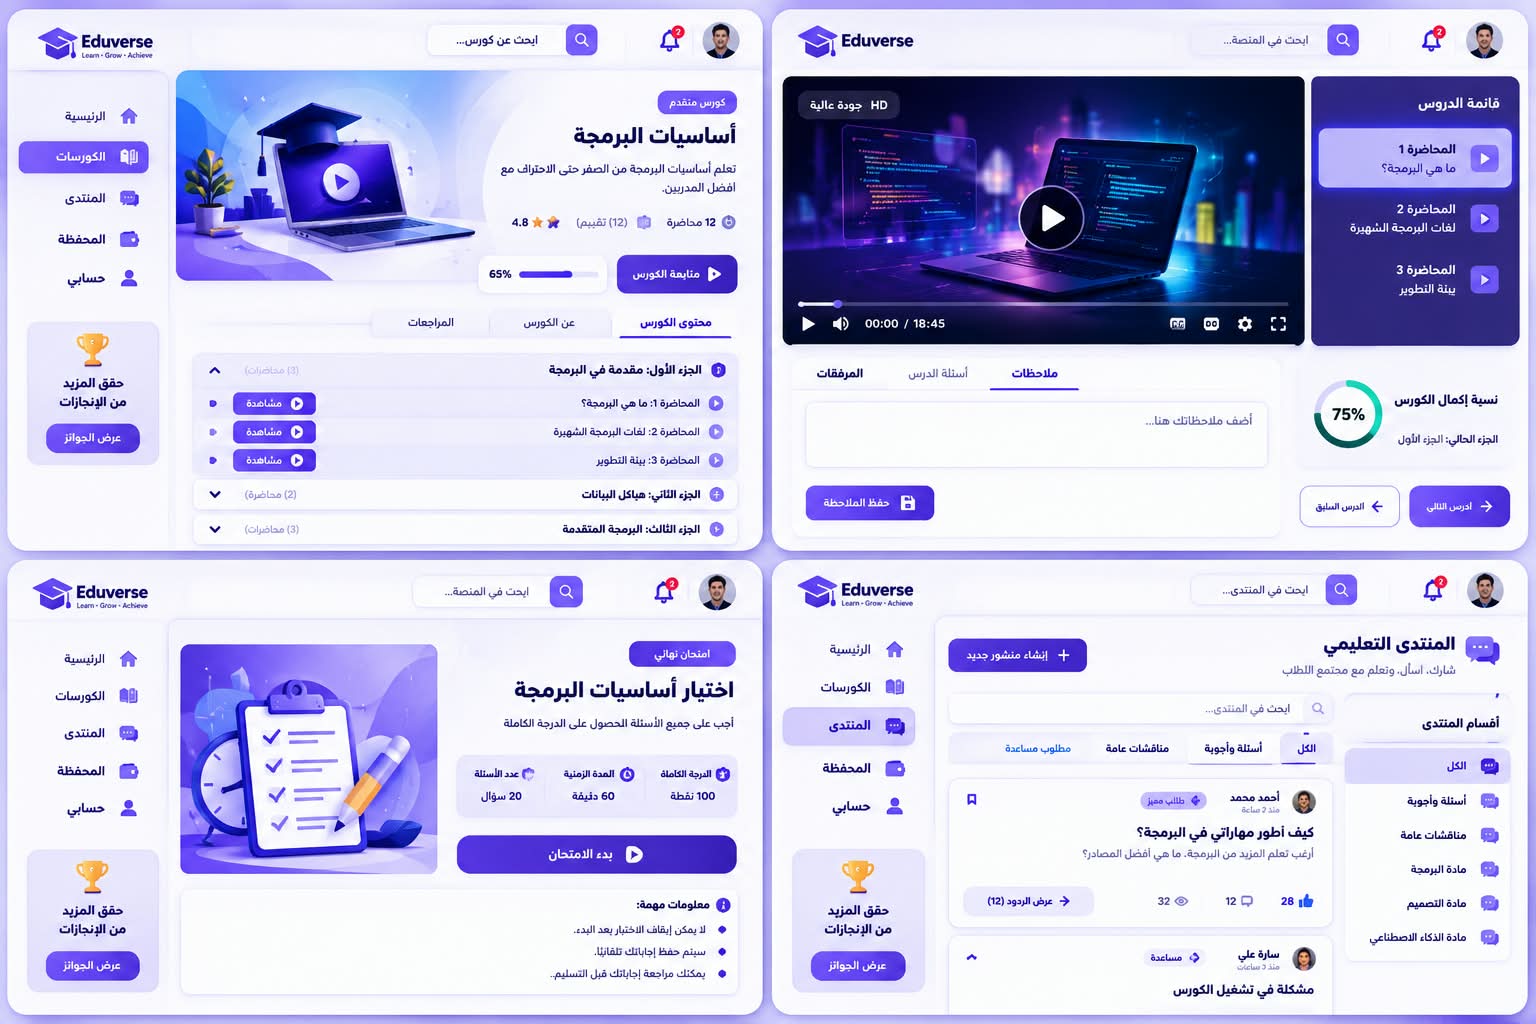 Eduverse
Learn • Grow • Achieve
ابحث عن كورس...
2
الرئيسية
الكورسات
المنتدى
المحفظة
حسابي
حقق المزيد
من الإنجازات
عرض الجوائز
كورس متقدم
أساسيات البرمجة
تعلم أساسيات البرمجة من الصفر حتى الاحتراف مع
أفضل المدربين.
12 محاضرة (12 تقييم) 4.8
متابعة الكورس
65%
محتوى الكورس
عن الكورس
المراجعات
الجزء الأول: مقدمة في البرمجة (3 محاضرات)
المحاضرة 1: ما هي البرمجة؟ مشاهدة
المحاضرة 2: لغات البرمجة الشهيرة مشاهدة
المحاضرة 3: بيئة التطوير مشاهدة
الجزء الثاني: هياكل البيانات (2 محاضرة)
الجزء الثالث: البرمجة المتقدمة (3 محاضرات)
Eduverse
ابحث في المنصة...
2
HD جودة عالية
00:00 / 18:45
CC
قائمة الدروس
المحاضرة 1
ما هي البرمجة؟
المحاضرة 2
لغات البرمجة الشهيرة
المحاضرة 3
بيئة التطوير
ملاحظات
أسئلة الدرس
المرفقات
أضف ملاحظاتك هنا...
حفظ الملاحظة
نسبة إكمال الكورس
75%
الجزء الحالي: الجزء الأول
الدرس السابق
Eduverse
Learn • Grow • Achieve
ابحث في المنصة...
2
الرئيسية
الكورسات
المنتدى
المحفظة
حسابي
حقق المزيد
من الإنجازات
عرض الجوائز
امتحان نهائي
اختيار أساسيات البرمجة
أجب على جميع الأسئلة الحصول على الدرجة الكاملة
الدرجة الكاملة
100 نقطة
المدة الزمنية
60 دقيقة
عدد الأسئلة
20 سؤال
بدء الامتحان
معلومات مهمة:
لا يمكن إيقاف الاختبار بعد البدء.
سيتم حفظ إجاباتك تلقائيًا.
يمكنك مراجعة إجاباتك قبل التسليم..
Eduverse
Learn • Grow • Achieve
ابحث في المنتدى...
2
الرئيسية
الكورسات
المنتدى
المحفظة
حسابي
حقق المزيد
من الإنجازات
عرض الجوائز
المنتدى التعليمي
شارك، اسأل، وتعلم مع مجتمع الللطب
إنشاء منشور جديد
ابحث في المنتدى...
الكل
أسئلة وأجوبة
مناقشات عامة
مطلوب مساعدة
أقسام المنتدى
الكل
أسئلة وأجوبة
مناقشات عامة
مادة البرمجة
مادة التصميم
مادة الذكاء الاصطناعي
أحمد محمد
منذ 2 ساعة
طالب مميز
كيف أطور مهاراتي في البرمجة؟
أرغب تعلم المزيد من البرمجة. ما هي أفضل المصادر؟
28
12
32
عرض الردود (12)
سارة علي
مساعدة
مشكلة في تشغيل الكورس